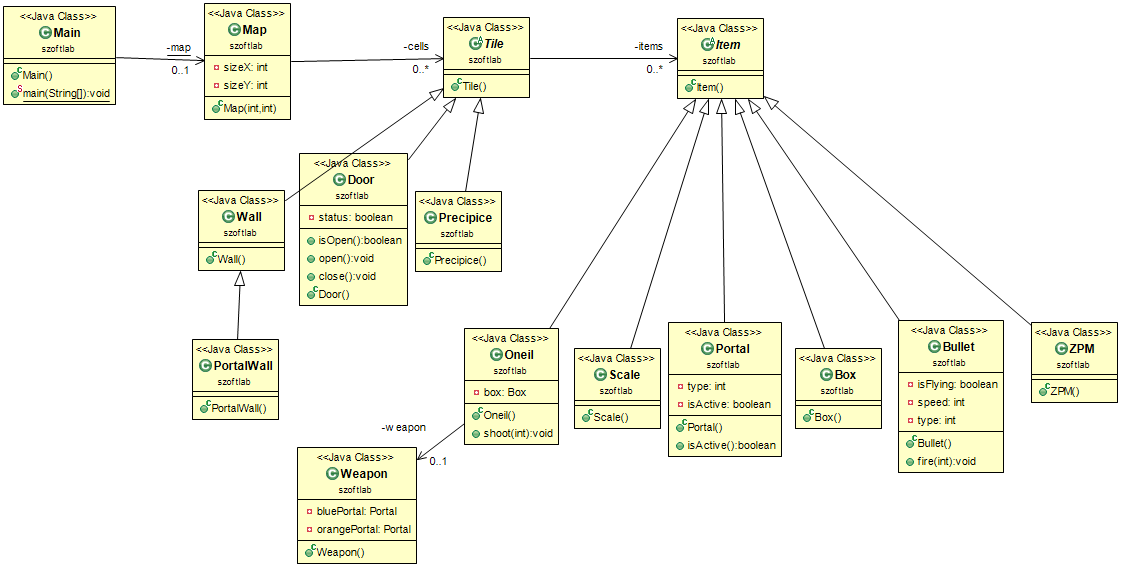 <<Java Class>>
Main
szoftlab
Main()
main(String[]):void
-map
0..1
<<Java Class>>
Map
szoftlab
sizeX: int
sizeY: int
Map(int,int)
-cells
0..*
<<Java Class>>
Tile
szoftlab
Tile()
-items
0..*
<<Java Class>>
Item
szoftlab
Item()
<<Java Class>>
Wall
szoftlab
Wall()
<<Java Class>>
Door
szoftlab
status: boolean
isOpen():boolean
open():void
close():void
Door()
<<Java Class>>
Precipice
szoftlab
Precipice()
<<Java Class>>
PortalWall
szoftlab
PortalWall()
<<Java Class>>
Oneil
szoftlab
box: Box
Oneil()
shoot(int):void
<<Java Class>>
Scale
szoftlab
Scale()
<<Java Class>>
Portal
szoftlab
type: int
isActive: boolean
Portal()
isActive():boolean
<<Java Class>>
Box
szoftlab
Box()
<<Java Class>>
Bullet
szoftlab
isFlying: boolean
speed: int
type: int
Bullet()
fire(int):void
<<Java Class>>
ZPM
szoftlab
ZPM()
-weapon
0..1
<<Java Class>>
Weapon
szoftlab
bluePortal: Portal
orangePortal: Portal
Weapon()